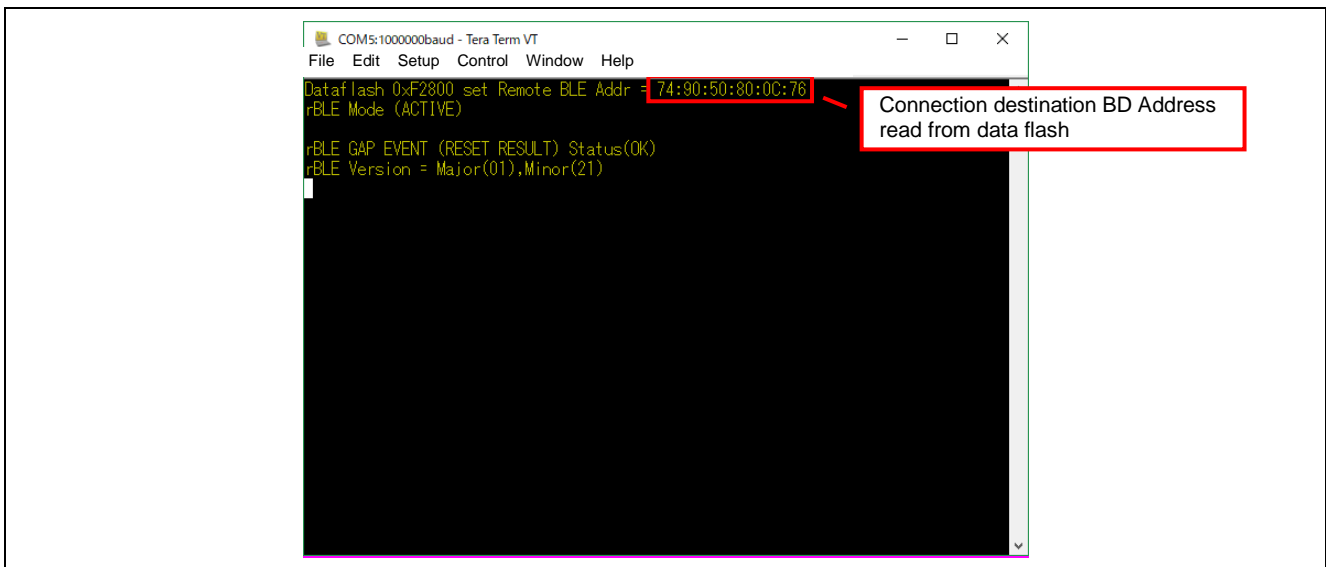 COM5:1000000baud - Tera Term VT
File Edit Setup Control Window Help
Dataflash 0xF2800 set Remote BLE Addr = 74:90:50:80:0C:76
rBLE Mode (ACTIVE)
rBLE GAP EVENT (RESET RESULT) Status(OK)
rBLE Version = Major(01),Minor(21)
Connection destination BD Address
read from data flash